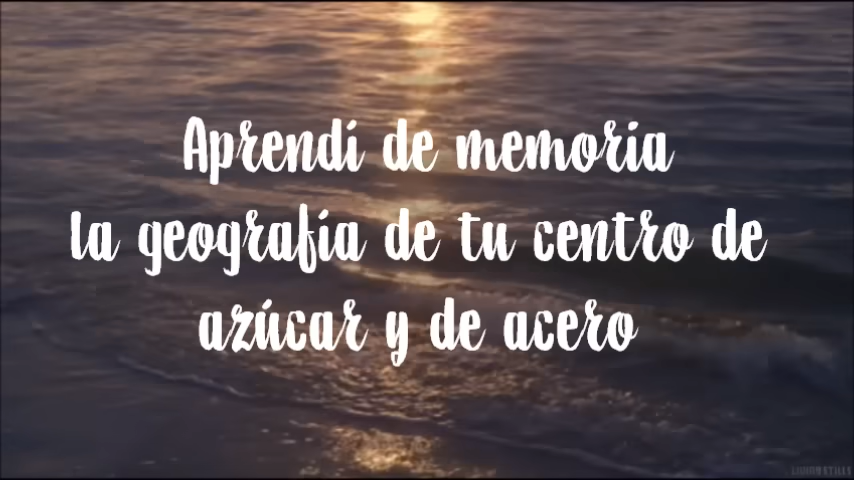 Aprendí de memoria
la geografía de tu centro de
azúcar y de acero